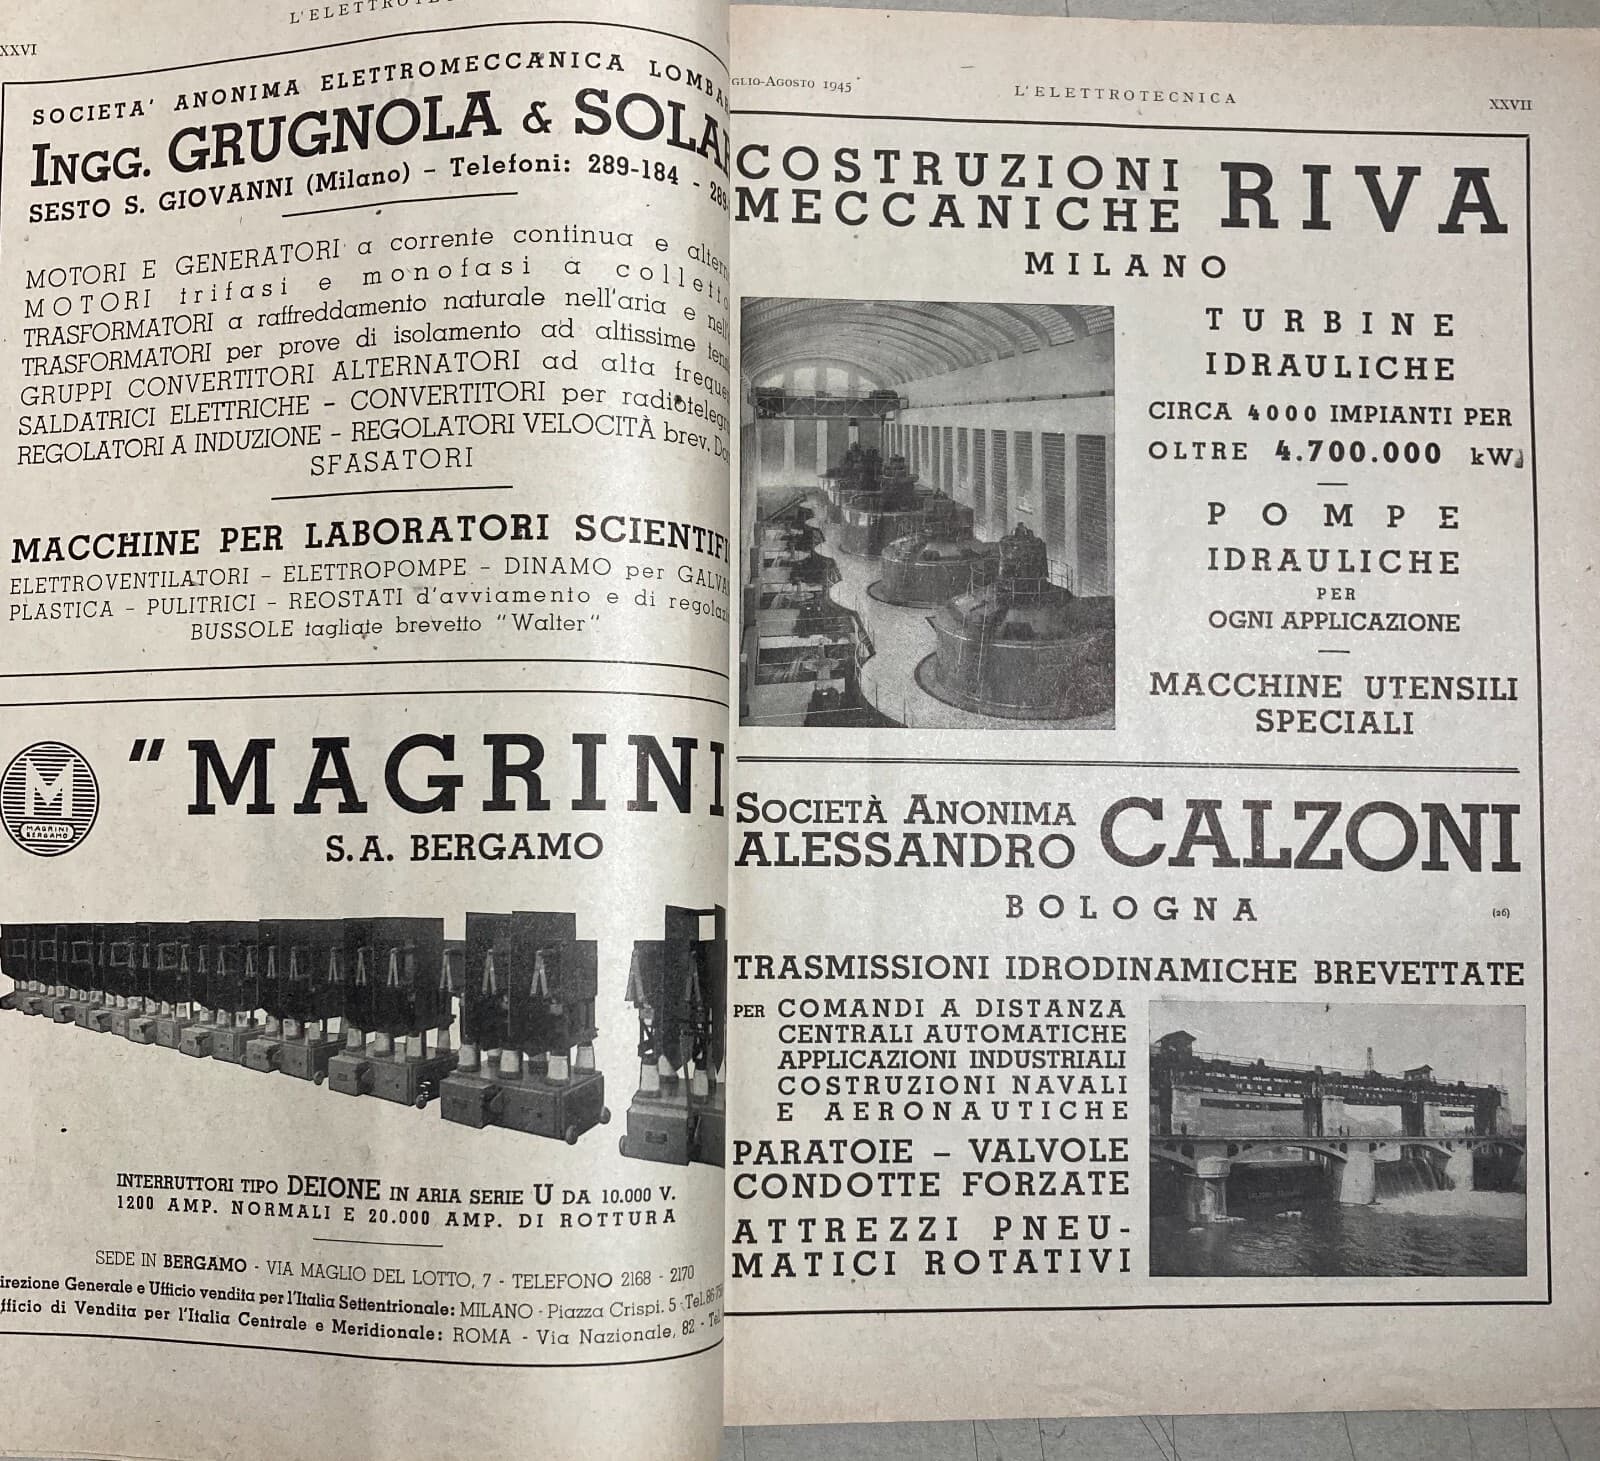 L'ELETTROTE
XXVI
SOCIETA' ANONIMA ELETTROMECCANICA LOMBAR
INGG. GRUGNOLA & SOLA
SESTO S. GIOVANNI (Milano) - Telefoni: 289-184 - 289
MOTORI E GENERATORI a corrente continua e altern
MOTORI trifasi e monofasi a colletto
TRASFORMATORI a raffreddamento naturale nell'aria e nell'
TRASFORMATORI per prove di isolamento ad altissime tens
GRUPPI CONVERTITORI ALTERNATORI ad alta freque
SALDATRICI ELETTRICHE - CONVERTITORI per radiotelegr
REGOLATORI A INDUZIONE - REGOLATORI VELOCITÀ brev. Do
SFASATORI
MACCHINE PER LABORATORI SCIENTIFI
ELETTROVENTILATORI - ELETTROPOMPE - DINAMO per GALVA
PLASTICA - PULITRICI - REOSTATI d'avviamento e di regolaz
BUSSOLE tagliate brevetto "Walter"
"MAGRINI
M
MAGRINI
BERGAMO
S.A. BERGAMO
INTERRUTTORI TIPO DEIONE IN ARIA SERIE U DA 10.000 V.
1200 AMP. NORMALI E 20.000 AMP. DI ROTTURA
SEDE IN BERGAMO - VIA MAGLIO DEL LOTTO, 7 - TELEFONO 2168 - 2170
irezione Generale e Ufficio vendita per l'Italia Settentrionale: MILANO - Piazza Crispi. 5 - Tel.
fficio di Vendita per l'Italia Centrale e Meridionale: ROMA - Via Nazionale, 82 - Tel
GLIO-AGOSTO 1945
L'ELETTROTECNICA
XXVII
COSTRUZIONI
MECCANICHE RIVA
MILANO
TURBINE
IDRAULICHE
CIRCA 4000 IMPIANTI PER
OLTRE 4.700.000 kW
POMPE
IDRAULICHE
PER
OGNI APPLICAZIONE
MACCHINE UTENSILI
SPECIALI
SOCIETÀ ANONIMA
ALESSANDRO CALZONI
BOLOGNA
(26)
TRASMISSIONI IDRODINAMICHE BREVETTATE
PER COMANDI A DISTANZA
CENTRALI AUTOMATICHE
APPLICAZIONI INDUSTRIALI
COSTRUZIONI NAVALI
E AERONAUTICHE
PARATOIE - VALVOLE
CONDOTTE FORZATE
ATTREZZI PNEU-
MATICI ROTATIVI